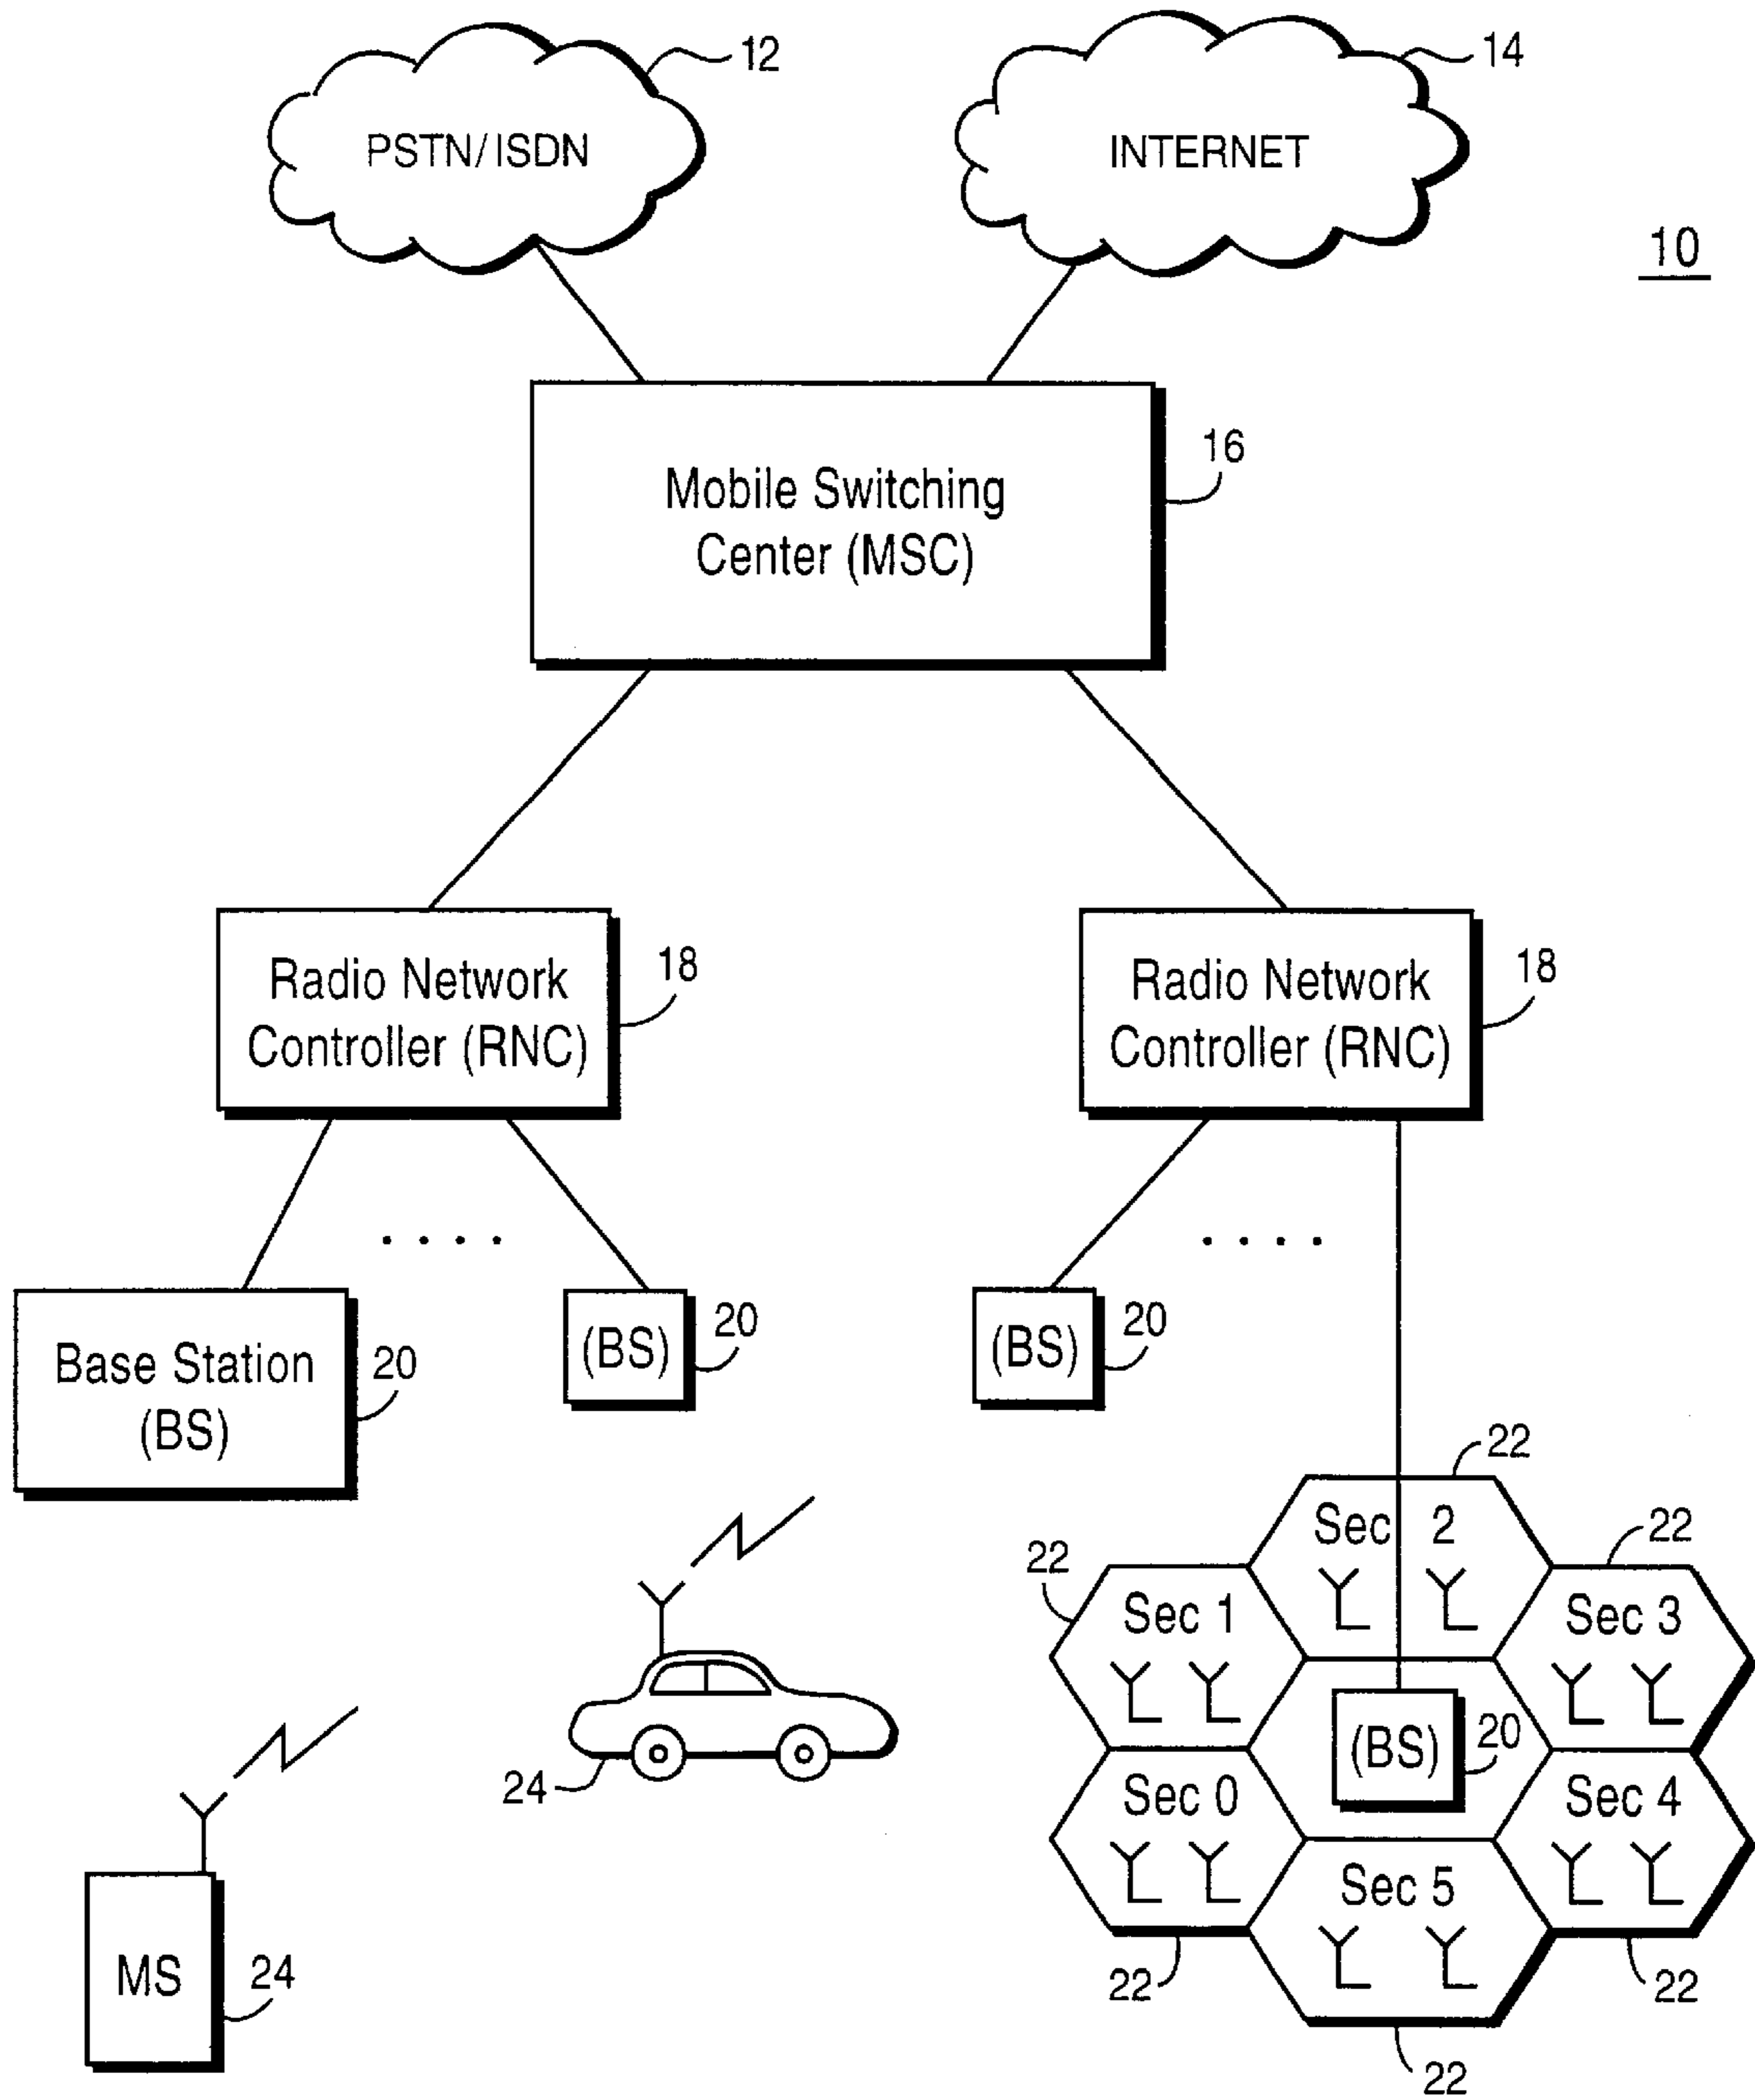 12
14
PSTN/ISDN
INTERNET
10
16
Mobile Switching
Center (MSC)
18
Radio Network
Controller (RNC)
18
Radio Network
Controller (RNC)
20
Base Station
(BS)
20
(BS)
20
(BS)
22
Sec 2
22
22
Sec 1
Sec 3
(BS)
20
24
Sec 0
Sec 4
Sec 5
MS
24
22
22
22